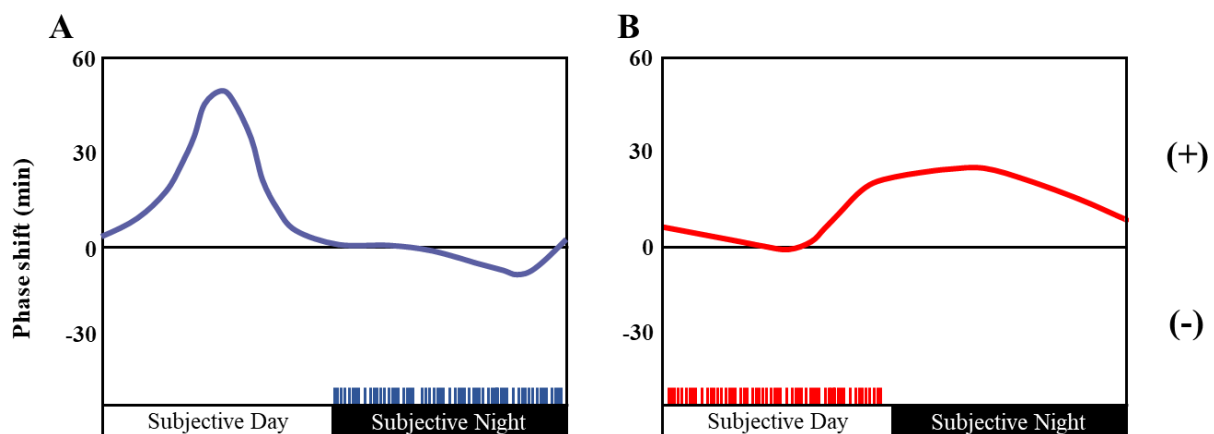 A
B
60
30
0
-30
Phase shift (min)
Subjective Day
Subjective Night
60
30
0
-30
Subjective Day
Subjective Night
(+)
(-)